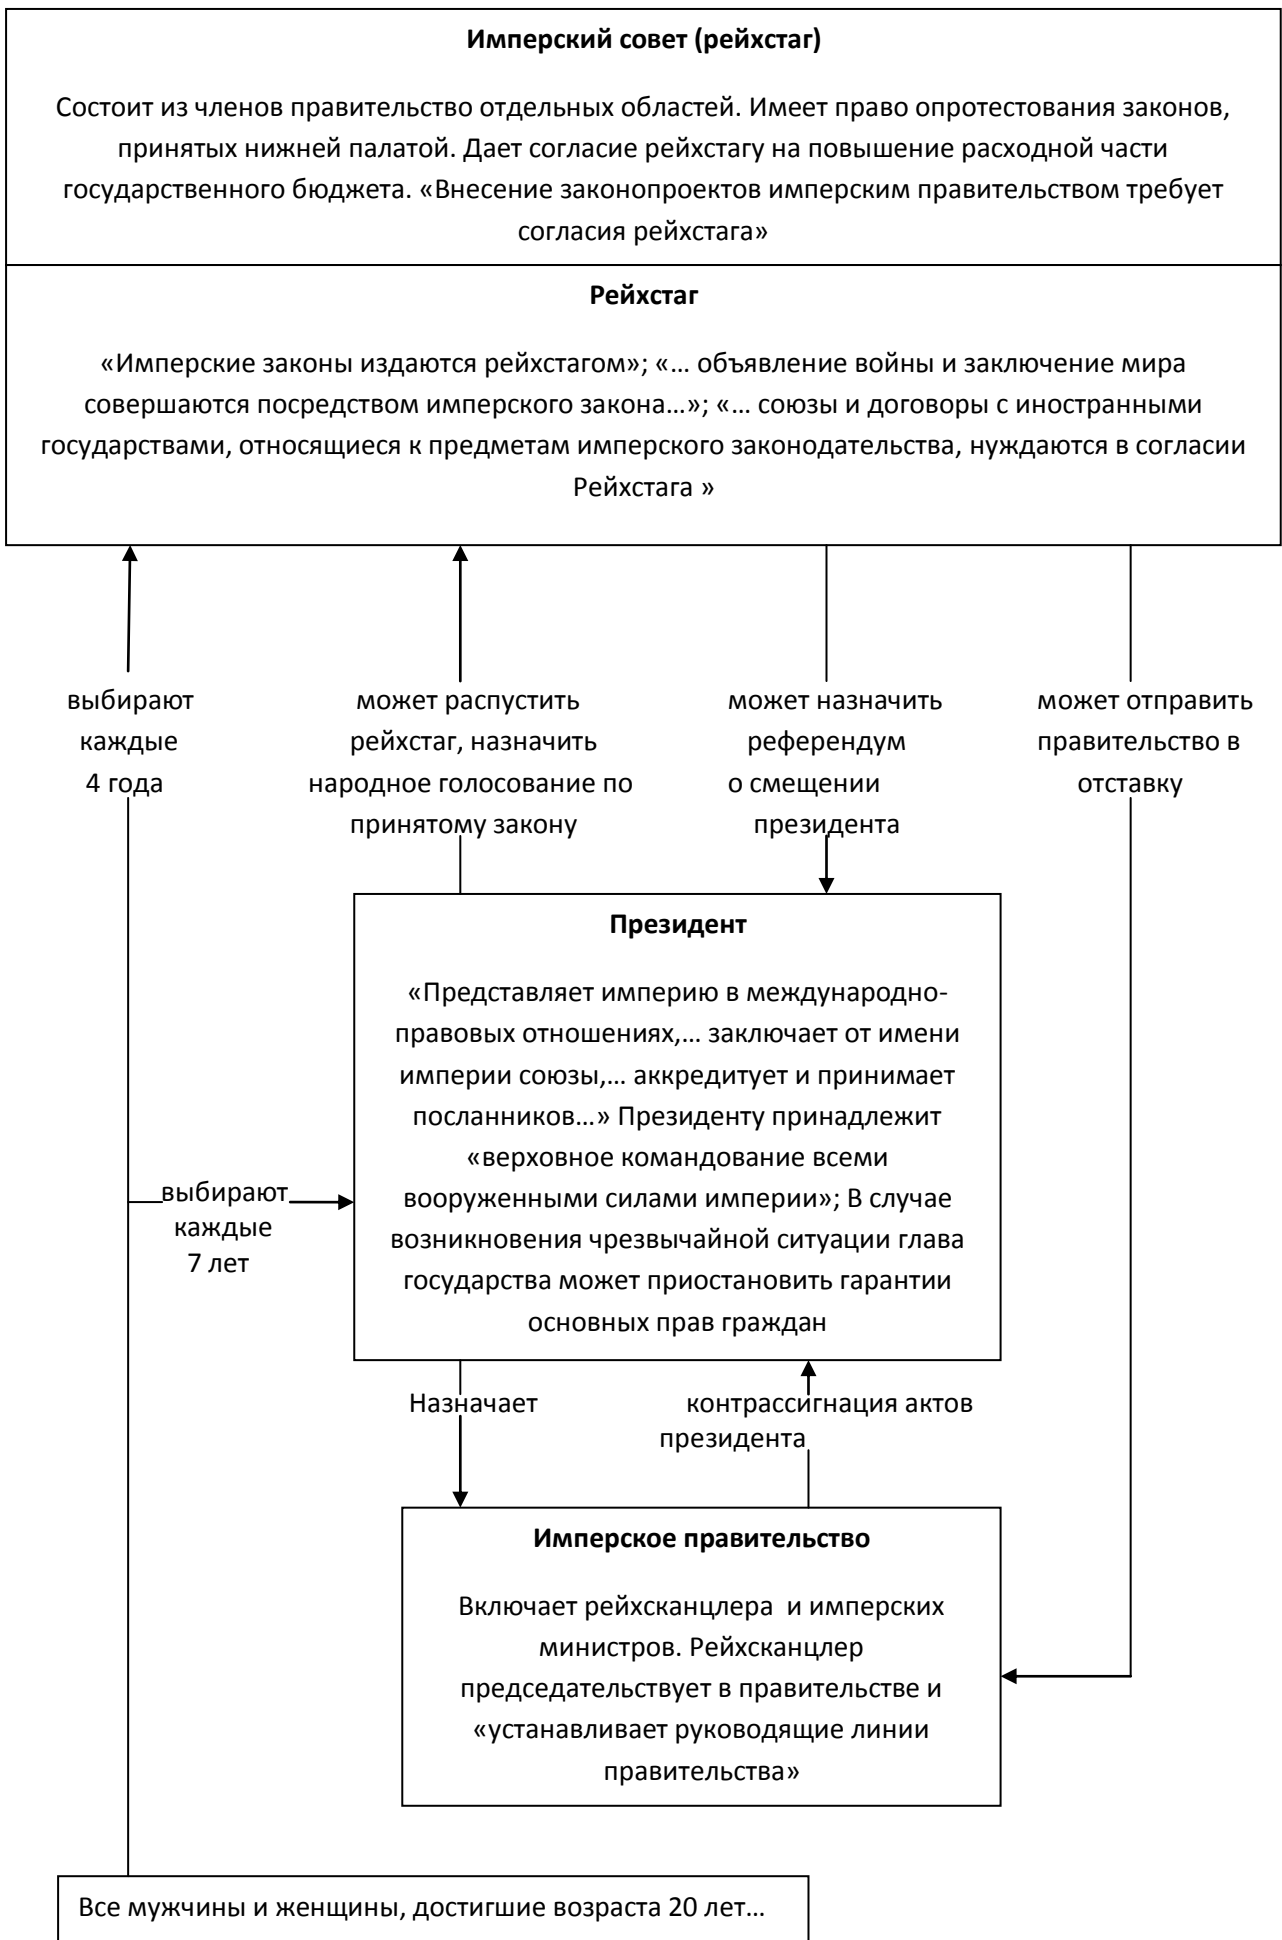 Имперский совет (рейхстаг)
Состоит из членов правительство отдельных областей. Имеет право опротестования законов,
принятых нижней палатой. Дает согласие рейхстагу на повышение расходной части
государственного бюджета. «Внесение законопроектов имперским правительством требует
согласия рейхстага»
Рейхстаг
«Имперские законы издаются рейхстагом»; «… объявление войны и заключение мира
совершаются посредством имперского закона…»; «… союзы и договоры с иностранными
государствами, относящиеся к предметам имперского законодательства, нуждаются в согласии
Рейхстага »
выбирают
каждые
4 года
может распустить
рейхстаг, назначить
народное голосование по
принятому закону
может назначить
референдум
о смещении
президента
может отправить
правительство в
отставку
Президент
«Представляет империю в международно-
правовых отношениях,… заключает от имени
империи союзы,… аккредитует и принимает
посланников…» Президенту принадлежит
«верховное командование всеми
вооруженными силами империи»; В случае
возникновения чрезвычайной ситуации глава
государства может приостановить гарантии
основных прав граждан
выбирают
каждые
7 лет
Назначает
контрассигнация актов
президента
Имперское правительство
Включает рейхсканцлера  и имперских
министров. Рейхсканцлер
председательствует в правительстве и
«устанавливает руководящие линии
правительства»
Все мужчины и женщины, достигшие возраста 20 лет…